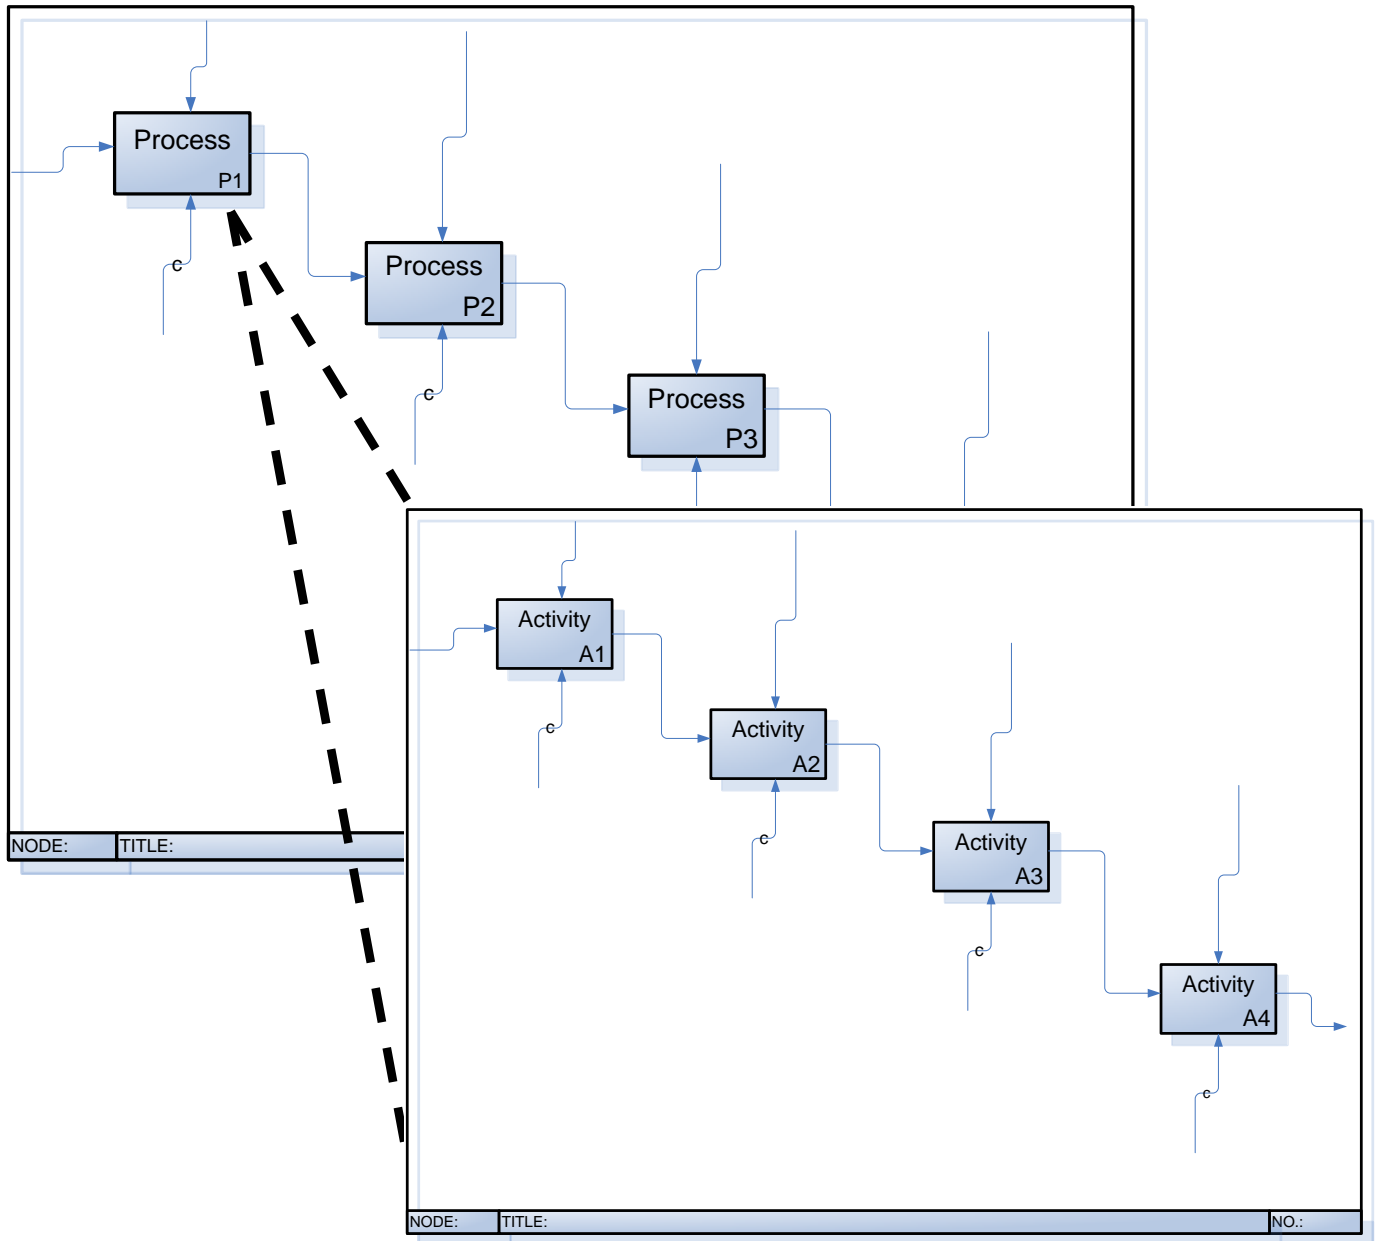 Process
P1
c
Process
P2
c
Process
P3
NODE:
TITLE:
Activity
A1
c
Activity
A2
c
Activity
A3
c
Activity
A4
c
NODE:
TITLE:
NO.: